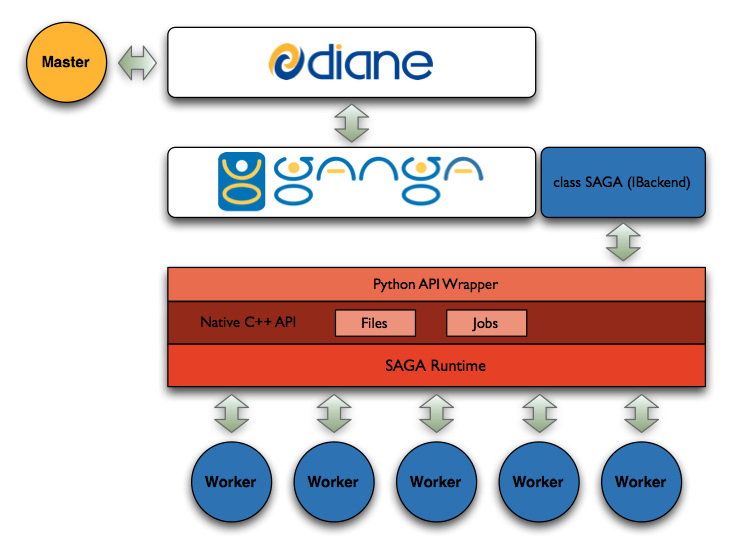 Master
diane
ganga
class SAGA (IBackend)
Python API Wrapper
Native C++ API
Files
Jobs
SAGA Runtime
Worker
Worker
Worker
Worker
Worker